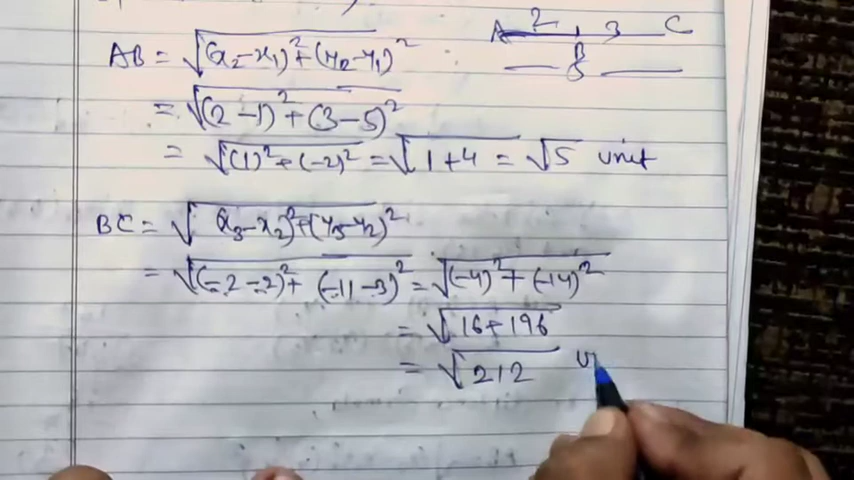 A 2 B 3 C
5
AB = √(x₂-x₁)²+(y₂-y₁)²
= √(2-1)²+(3-5)²
= √(1)²+(-2)² = √1+4 = √5 unit
BC = √(x₃-x₂)²+(y₃-y₂)²
= √(-2-2)²+(-11-3)² = √(-4)²+(-14)²
= √16+196
= √212